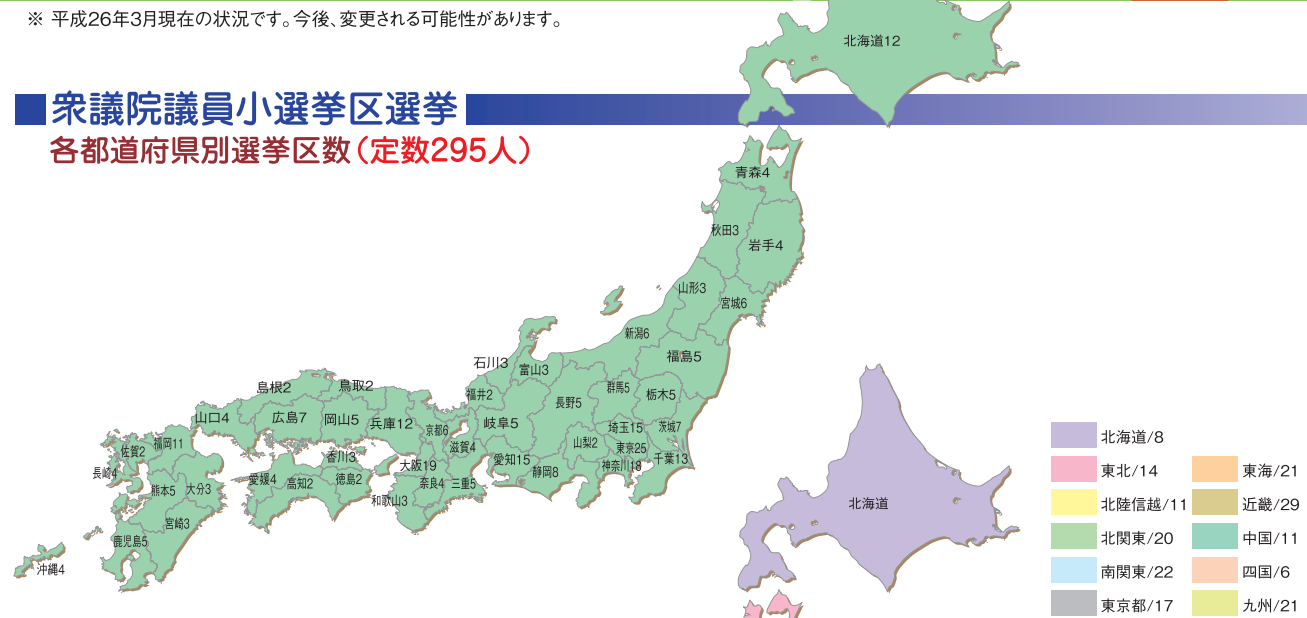 ※ 平成26年3月現在の状況です。今後、変更される可能性があります。
衆議院議員小選挙区選挙
各都道府県別選挙区数（定数295人）
北海道12
青森4
秋田3
岩手4
山形3
宮城6
新潟6
福島5
石川3
富山3
群馬5
栃木5
福井2
長野5
島根2
鳥取2
山口4
広島7
岡山5
兵庫12
京都6
岐阜5
埼玉15
茨城7
滋賀4
山梨2
東京25
千葉13
神奈川18
愛知15
静岡8
福岡11
佐賀2
長崎4
香川3
大阪19
愛媛4
高知2
徳島2
奈良4
三重5
和歌山3
熊本5
大分3
宮崎3
鹿児島5
沖縄4
北海道
北海道/8
東北/14
東海/21
北陸信越/11
近畿/29
北関東/20
中国/11
南関東/22
四国/6
東京都/17
九州/21